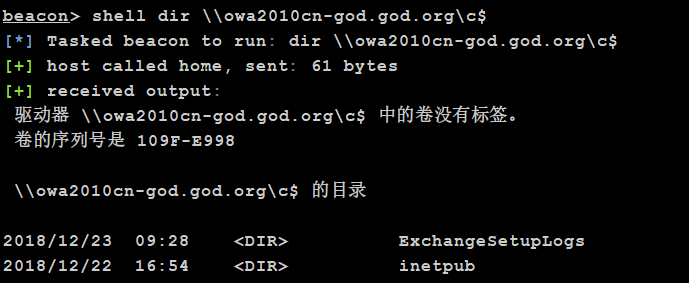 beacon> shell dir \\owa2010cn-god.god.org\c$
[*] Tasked beacon to run: dir \\owa2010cn-god.god.org\c$
[+] host called home, sent: 61 bytes
[+] received output:
驱动器 \\owa2010cn-god.god.org\c$ 中的卷没有标签。
卷的序列号是 109F-E998
\\owa2010cn-god.god.org\c$ 的目录
2018/12/23  09:28    <DIR>          ExchangeSetupLogs
2018/12/22  16:54    <DIR>          inetpub